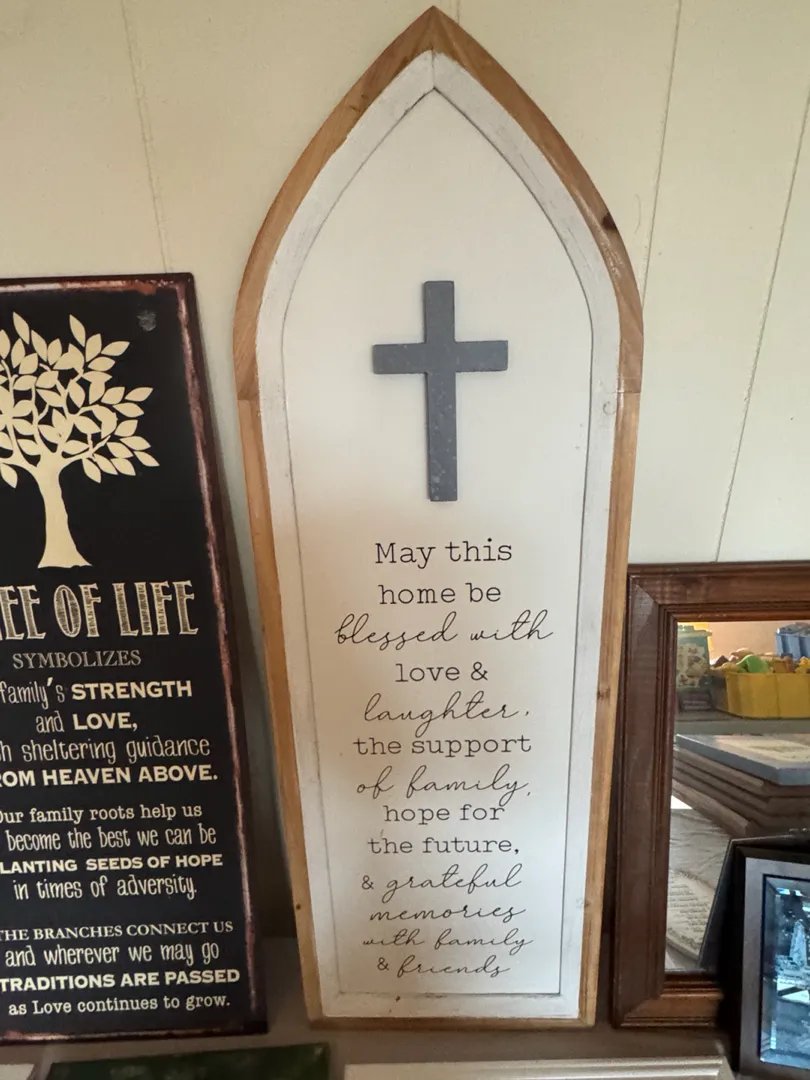 May this
home be
blessed with
love &
laughter,
the support
of family,
hope for
the future,
& grateful
memories
with family
& friends
OF LIFE
SYMBOLIZES
family's STRENGTH
and LOVE,
sheltering guidance
FROM HEAVEN ABOVE.
Our family roots help us
become the best we can be
PLANTING SEEDS OF HOPE
in times of adversity.
THE BRANCHES CONNECT US
and wherever we may go
TRADITIONS ARE PASSED
as Love continues to grow.